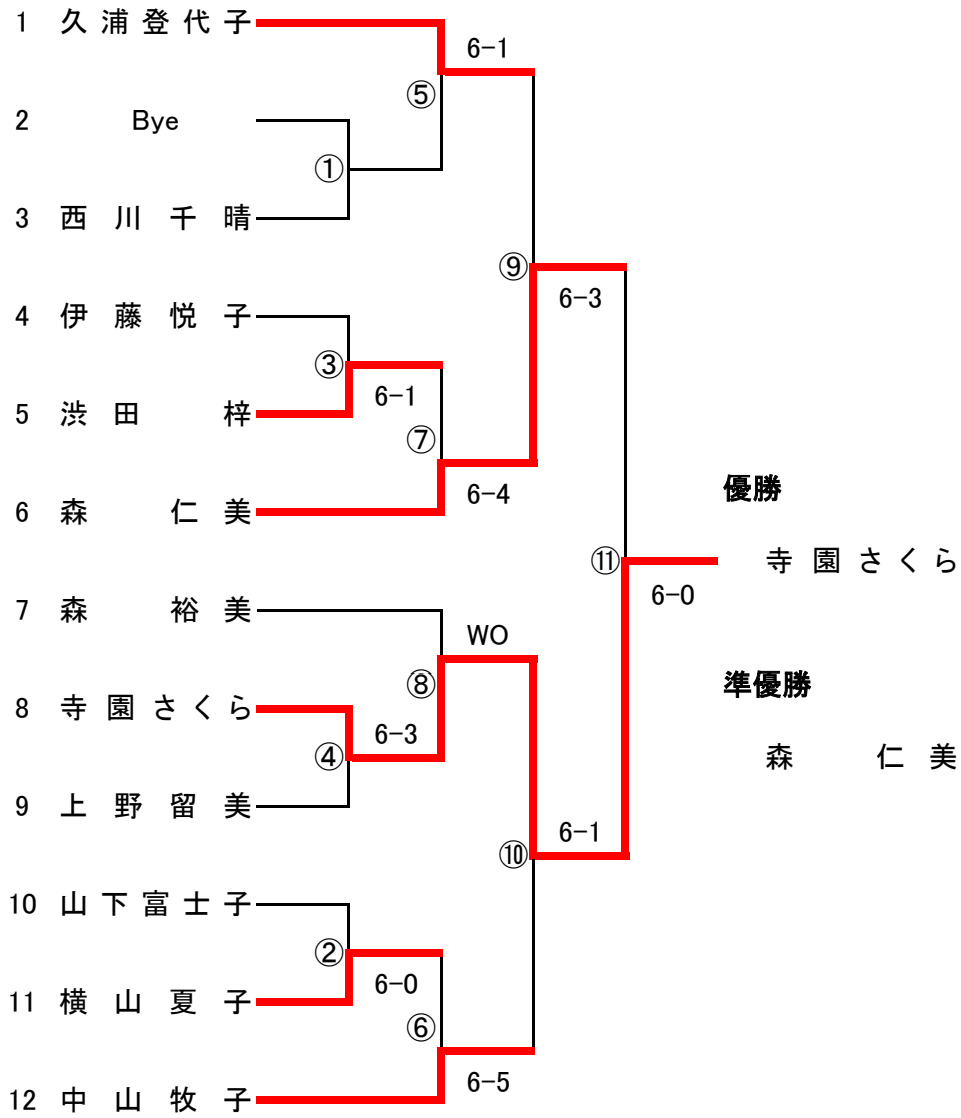 1 久浦登代子
6-1
⑤
2 Bye
①
3 西川千晴
⑨
6-3
4 伊藤悦子
③
6-1
5 渋田 梓
⑦
6-4
優勝
6 森 仁美
⑪
寺園さくら
6-0
7 森 裕美
WO
⑧
準優勝
8 寺園さくら
6-3
④
森 仁美
9 上野留美
6-1
⑩
10 山下富士子
②
6-0
11 横山夏子
⑥
6-5
12 中山牧子